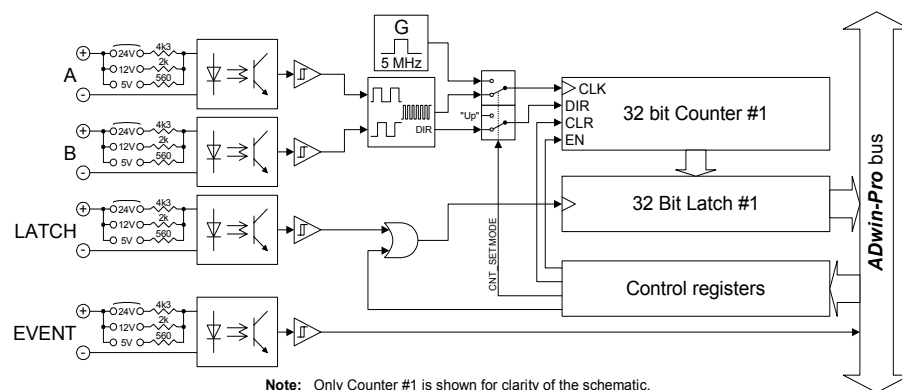 G
5 MHz
A
+
24V
4k3
12V
2k
5V
560
-
B
+
24V
4k3
12V
2k
5V
560
-
DIR
"Up"
CLK
DIR
CLR
EN
32 bit Counter #1
32 Bit Latch #1
LATCH
+
24V
4k3
12V
2k
5V
560
-
CNT_SETMODE
Control registers
EVENT
+
24V
4k3
12V
2k
5V
560
-
ADwin-Pro bus
Note: Only Counter #1 is shown for clarity of the schematic.